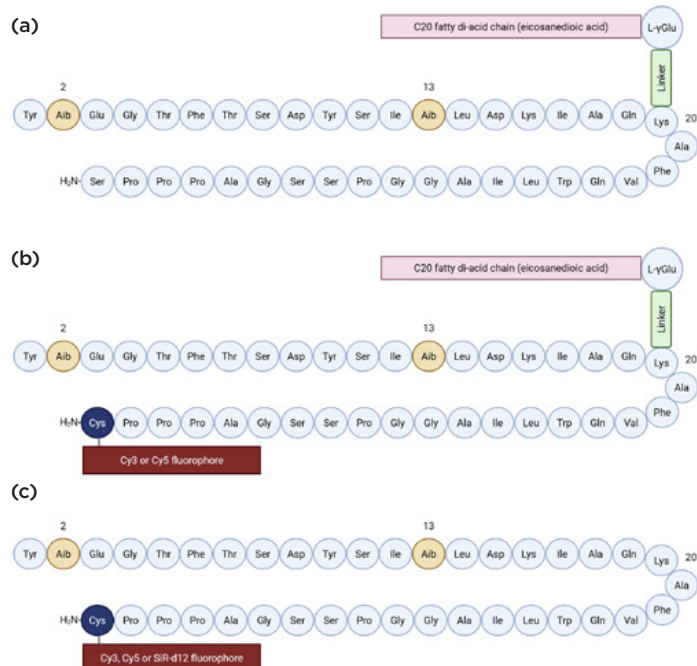 (a)
C20 fatty di-acid chain (eicosanedioic acid) L-γGlu
Linker
2 13
Tyr Aib Glu Gly Thr Phe Thr Ser Asp Tyr Ser Ile Aib Leu Asp Lys Ile Ala Gln Lys 20
Ala
Phe
H₂N- Ser Pro Pro Pro Ala Gly Ser Ser Pro Gly Gly Ala Ile Leu Trp Gln Val
(b)
C20 fatty di-acid chain (eicosanedioic acid) L-γGlu
Linker
2 13
Tyr Aib Glu Gly Thr Phe Thr Ser Asp Tyr Ser Ile Aib Leu Asp Lys Ile Ala Gln Lys 20
Ala
Phe
H₂N- Cys Pro Pro Pro Ala Gly Ser Ser Pro Gly Gly Ala Ile Leu Trp Gln Val
Cy3 or Cy5 fluorophore
(c)
2 13
Tyr Aib Glu Gly Thr Phe Thr Ser Asp Tyr Ser Ile Aib Leu Asp Lys Ile Ala Gln Lys 20
Ala
Phe
H₂N- Cys Pro Pro Pro Ala Gly Ser Ser Pro Gly Gly Ala Ile Leu Trp Gln Val
Cy3, Cy5 or SiR-d12 fluorophore